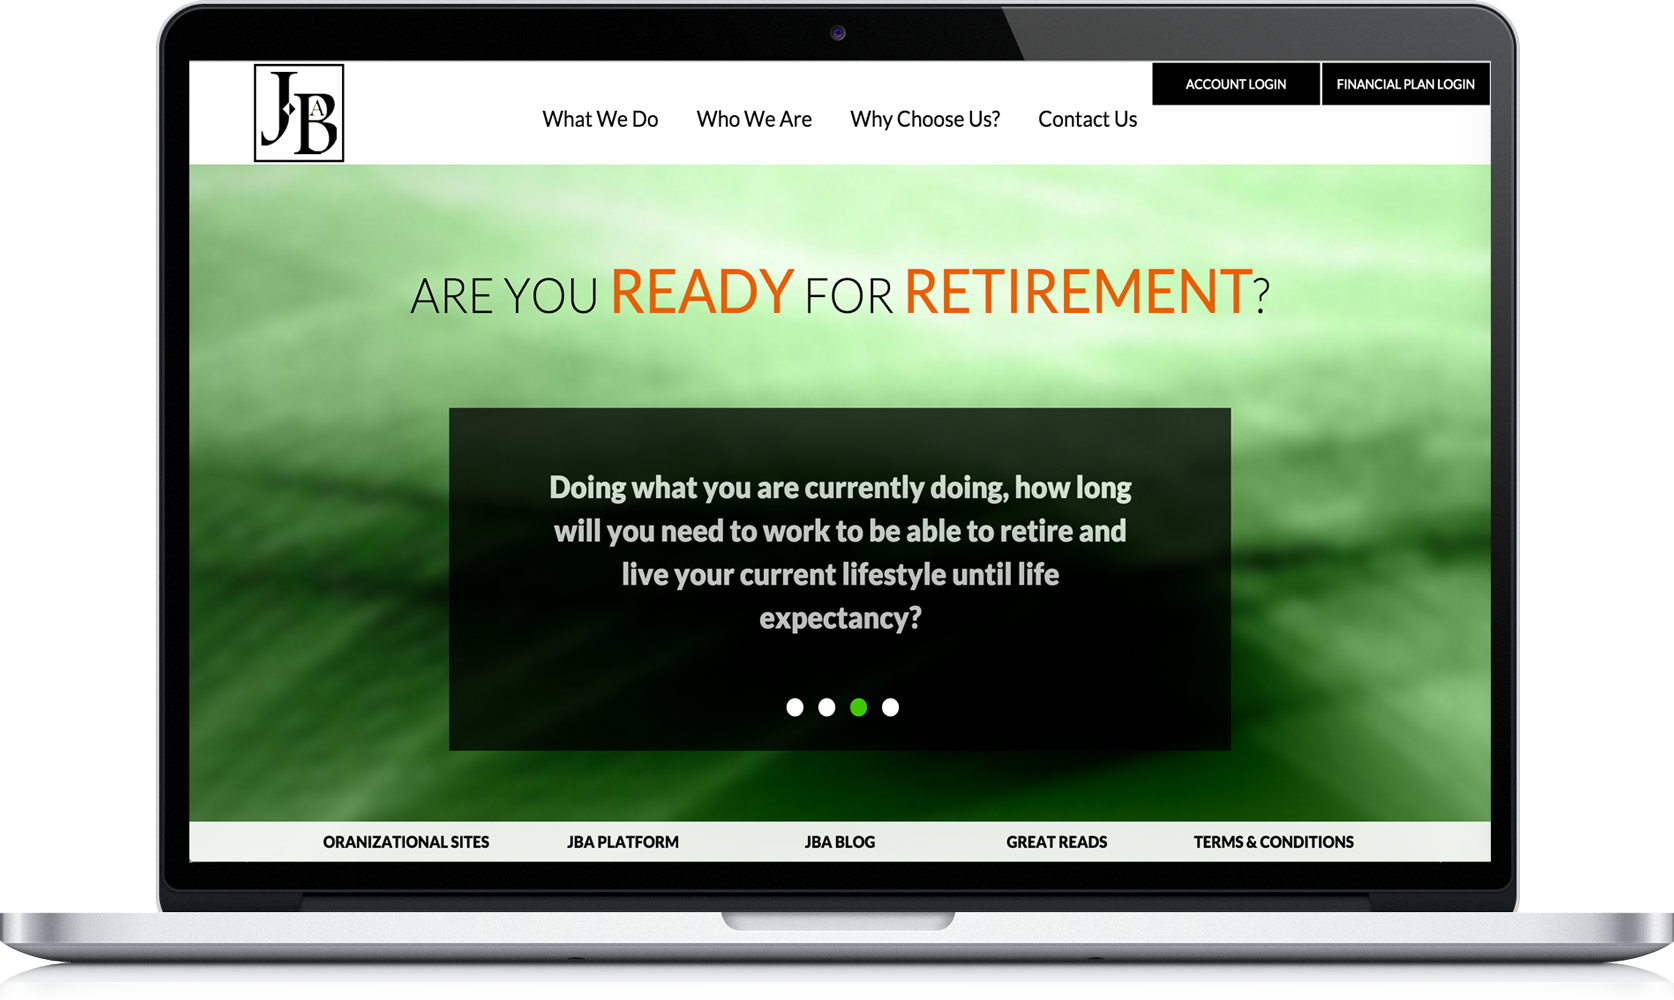 JBA
What We Do
Who We Are
Why Choose Us?
Contact Us
ACCOUNT LOGIN
FINANCIAL PLAN LOGIN
ARE YOU READY FOR RETIREMENT?
Doing what you are currently doing, how long
will you need to work to be able to retire and
live your current lifestyle until life
expectancy?
ORANIZATIONAL SITES
JBA PLATFORM
JBA BLOG
GREAT READS
TERMS & CONDITIONS